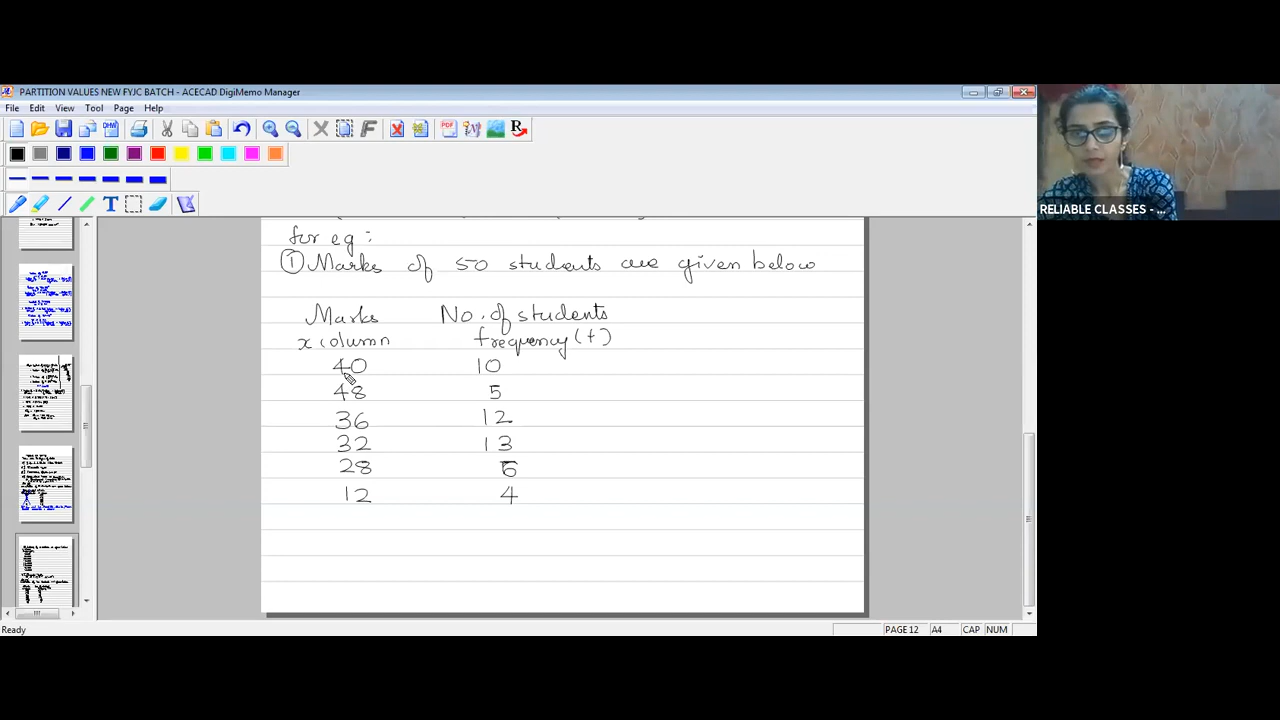 PARTITION VALUES NEW FYJC BATCH - ACECAD DigiMemo Manager
File Edit View Tool Page Help
for eg :
① Marks of 50 students are given below
Marks No. of students
x column frequency (f)
40 10
48 5
36 12
32 13
28 6
12 4
RELIABLE CLASSES - ...
Ready PAGE 12 A4 CAP NUM